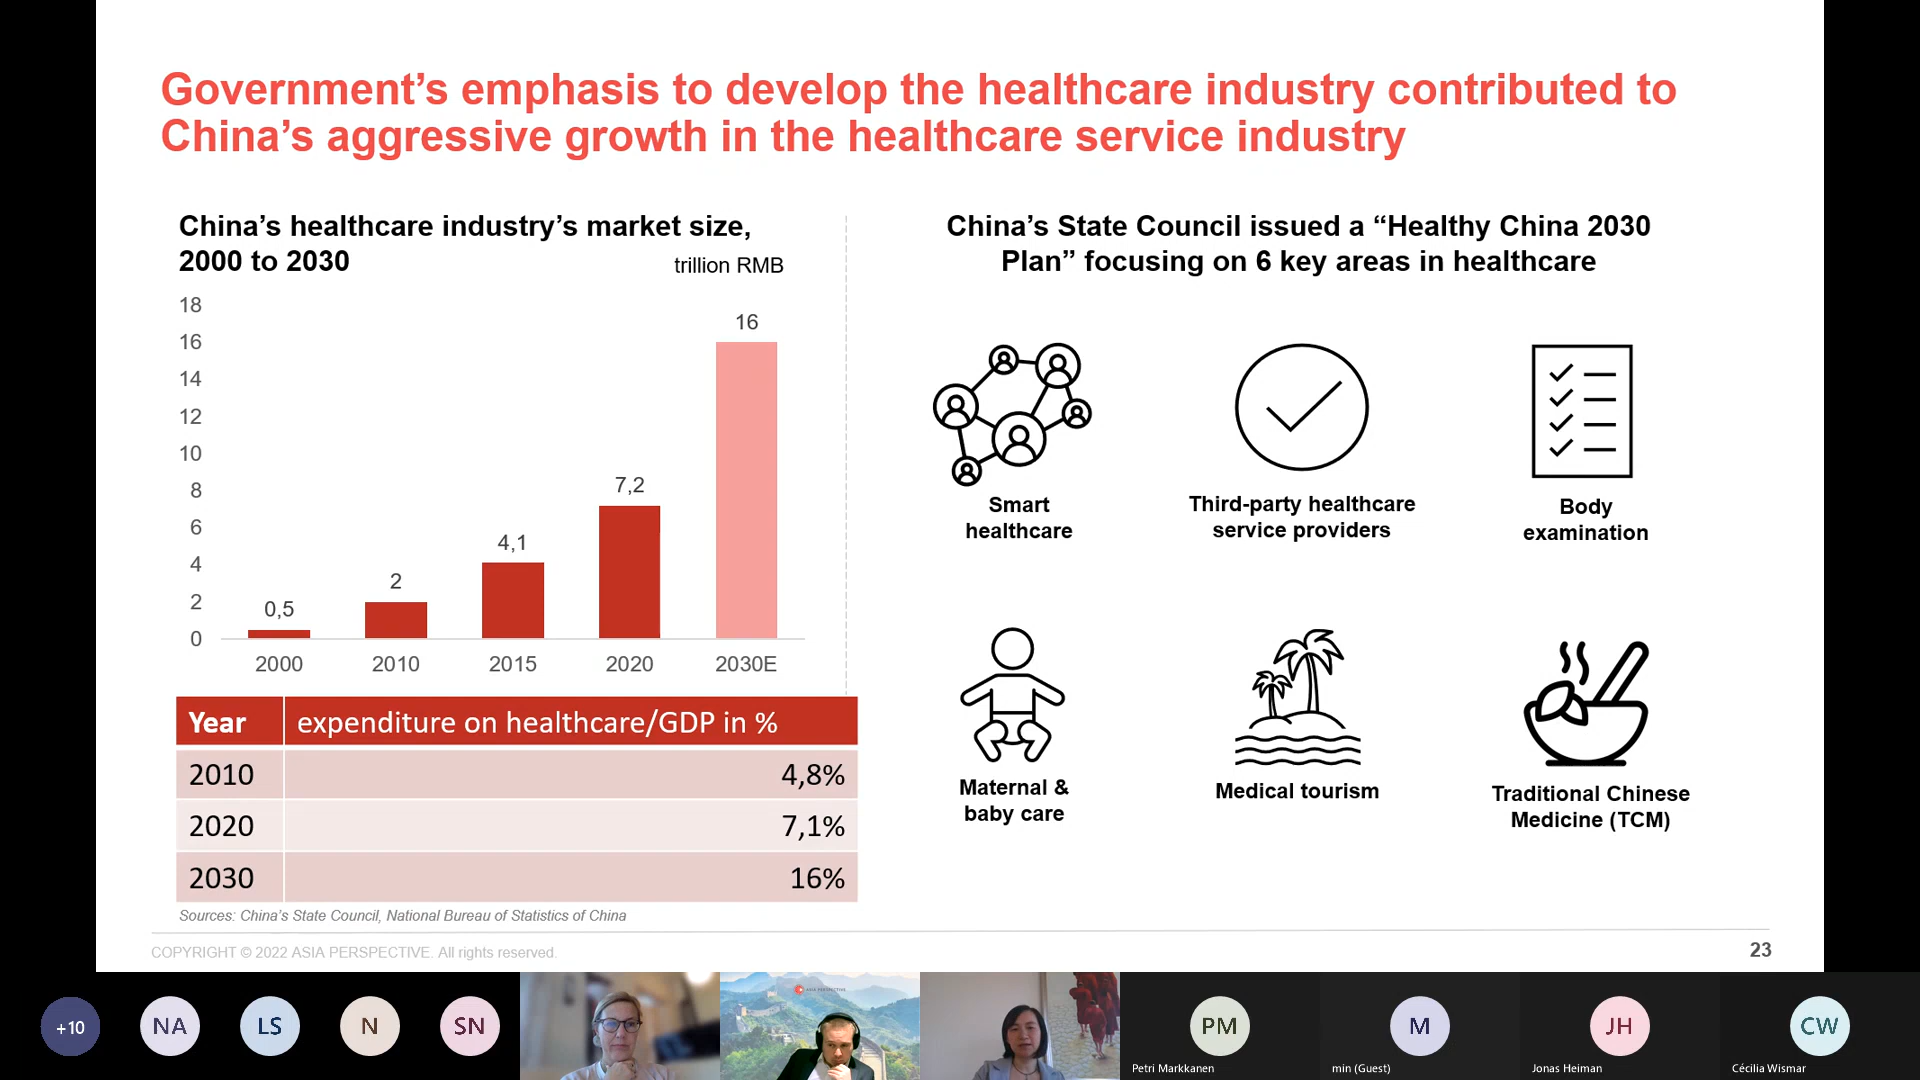 Government’s emphasis to develop the healthcare industry contributed to
China’s aggressive growth in the healthcare service industry
China’s healthcare industry’s market size,
2000 to 2030
trillion RMB
18
16
14
12
10
8
6
4
2
0
0,5
2
4,1
7,2
16
2000
2010
2015
2020
2030E
Year expenditure on healthcare/GDP in %
2010 4,8%
2020 7,1%
2030 16%
Sources: China’s State Council, National Bureau of Statistics of China
China’s State Council issued a “Healthy China 2030
Plan” focusing on 6 key areas in healthcare
Smart
healthcare
Third-party healthcare
service providers
Body
examination
Maternal &
baby care
Medical tourism
Traditional Chinese
Medicine (TCM)
COPYRIGHT © 2022 ASIA PERSPECTIVE. All rights reserved.
23
+10
NA
LS
N
SN
ASIA PERSPECTIVE
PM
Petri Markkanen
M
min (Guest)
JH
Jonas Heiman
CW
Cécilia Wismar